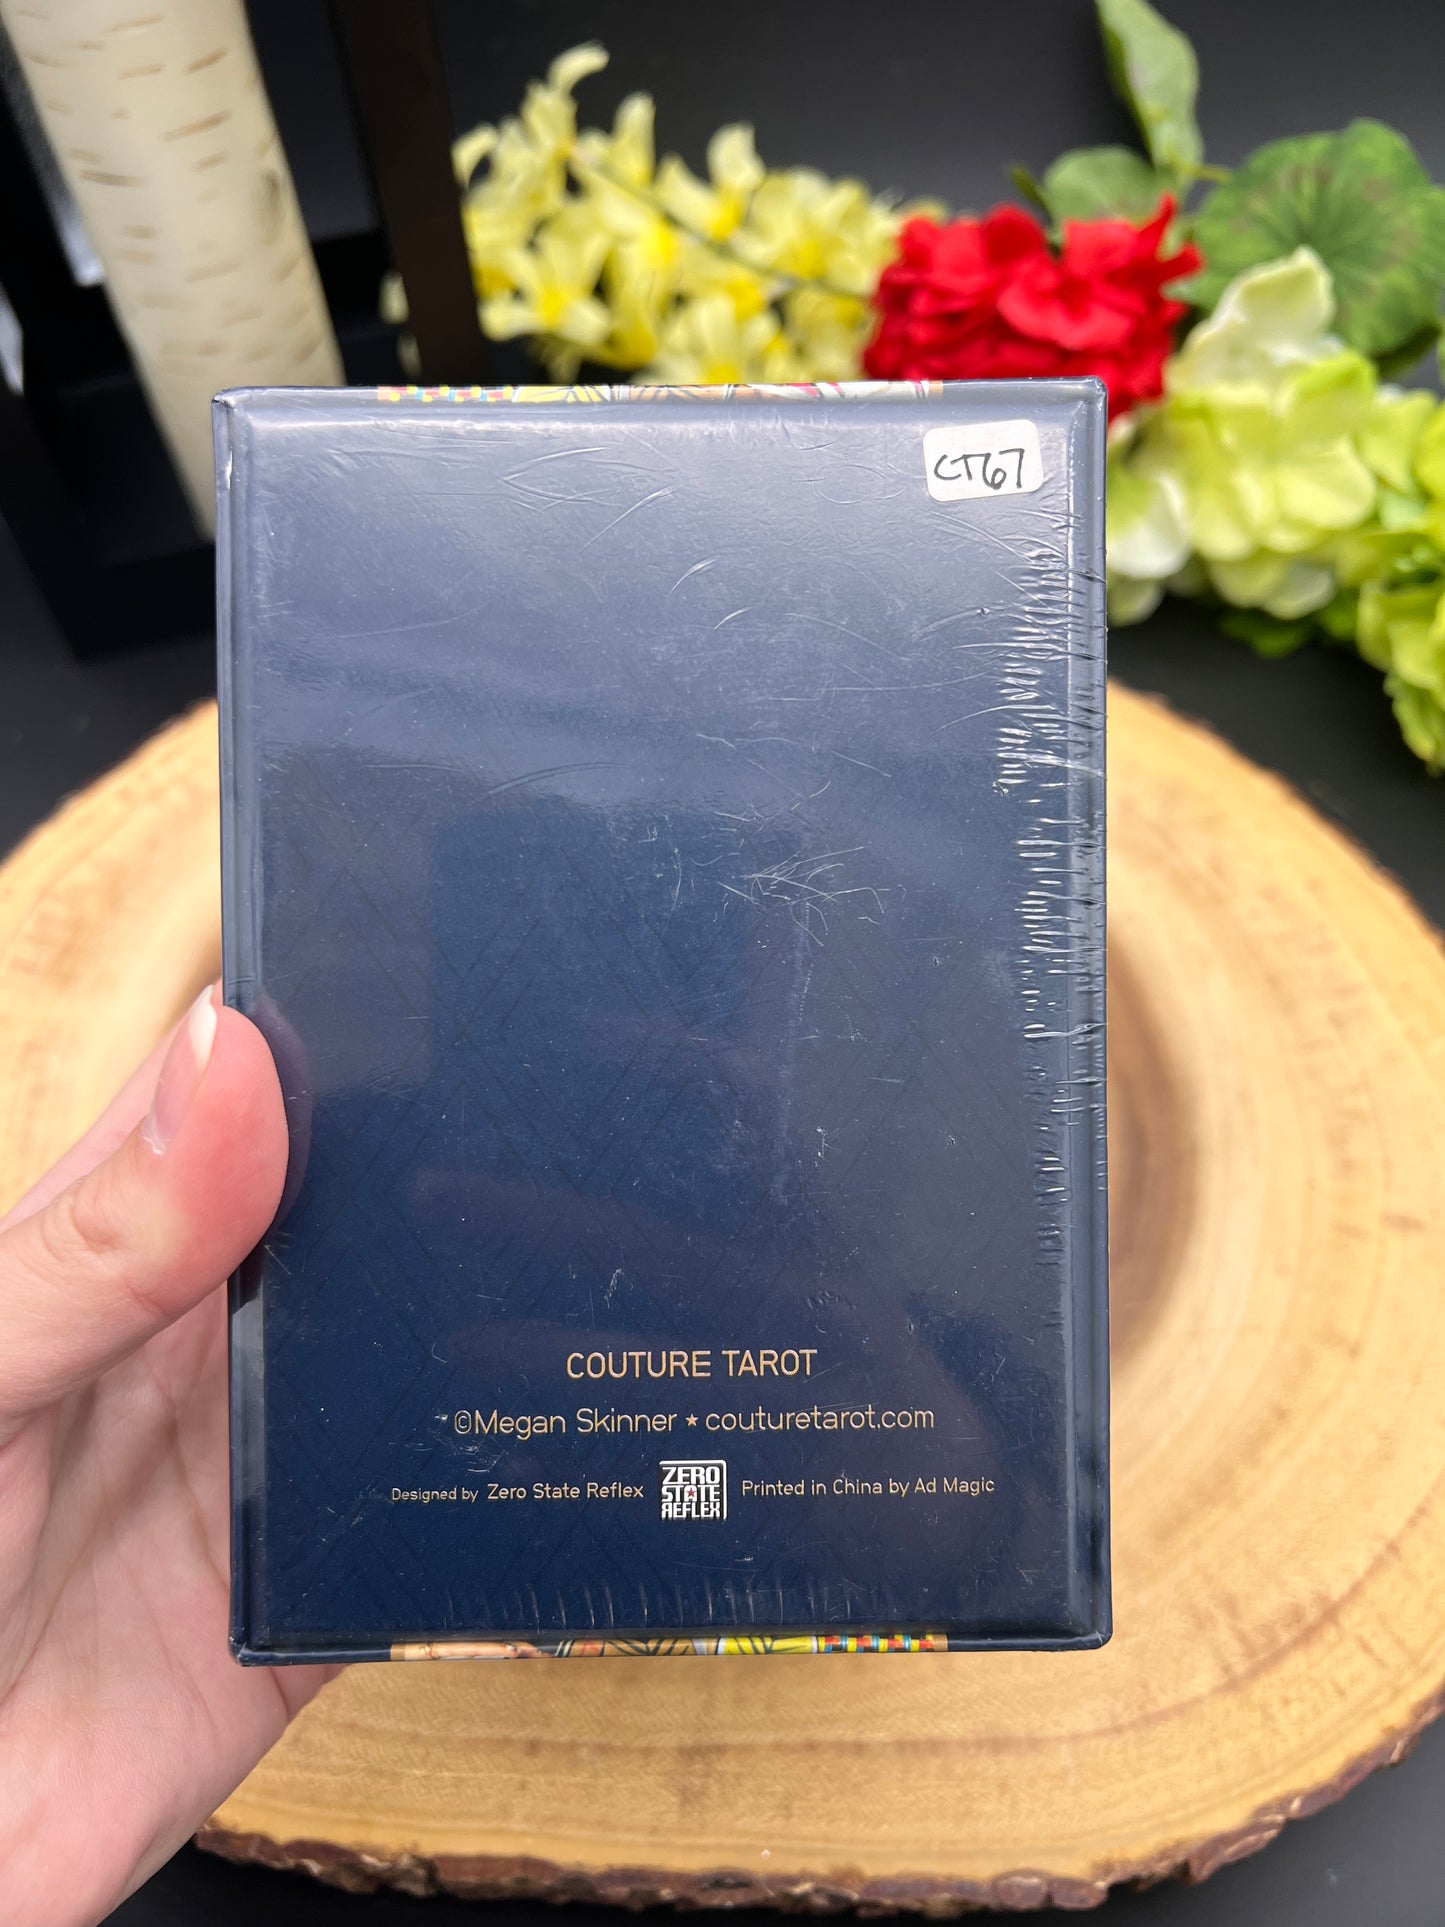 CT67
COUTURE TAROT
©Megan Skinner ★ couturetarot.com
Designed by Zero State Reflex ZERO STATE REFLEX Printed in China by Ad Magic